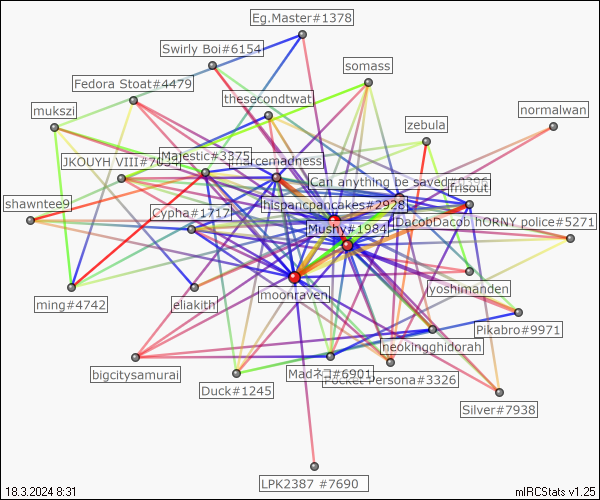 Eg.Master#1378
Swirly Boi#6154
somass
Fedora Stoat#4479
thesecondtwat
mukszi
normalwan
zebula
JKOUYH VIII#7034
Majestic#3375
marcemadness
Can anything be saved
frisout
shawntee9
hispancpancakes#2928
Cypha#1717
Mushy#1984
DacobDacob hORNY police#5271
moonraven
yoshimanden
ming#4742
eliakith
Pikabro#9971
neokingghidorah
bigcitysamurai
Madネコ#6901
Pocket Persona#3326
Duck#1245
Silver#7938
LPK2387 #7690
18.3.2024 8:31
mIRCStats v1.25